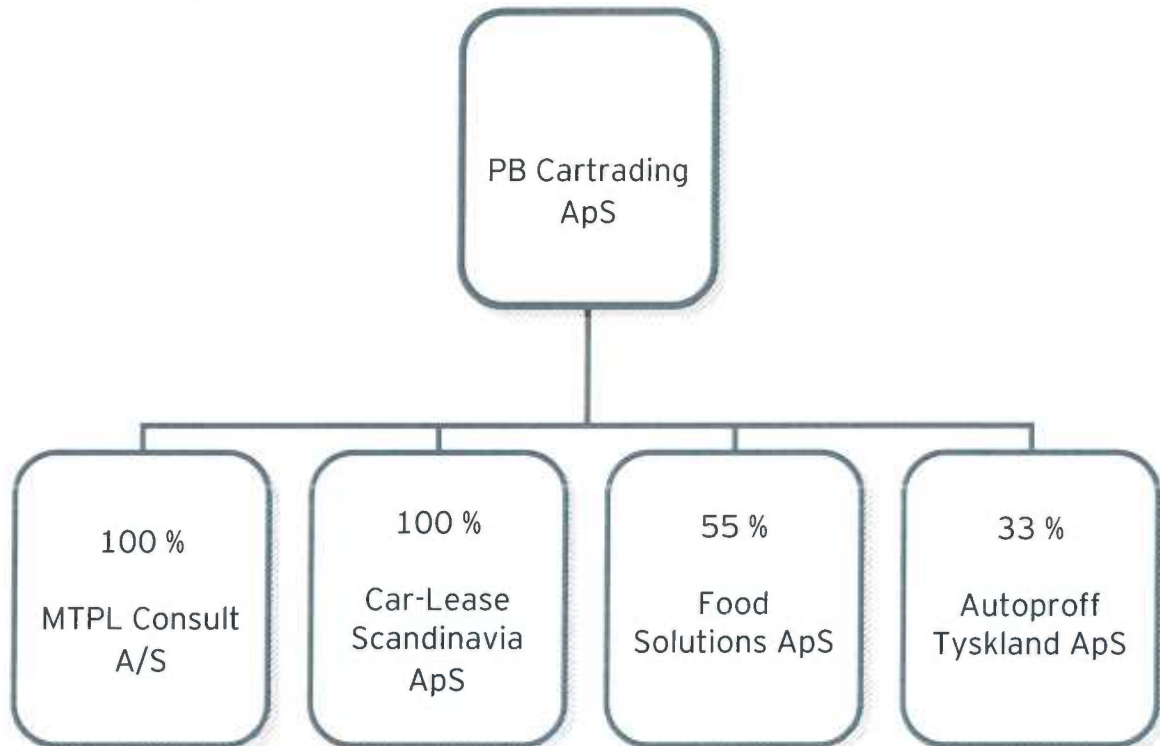 PB Cartrading
ApS
100 %
MTPL Consult
A/S
100 %
Car-Lease
Scandinavia
ApS
55 %
Food
Solutions ApS
33 %
Autoproff
Tyskland ApS